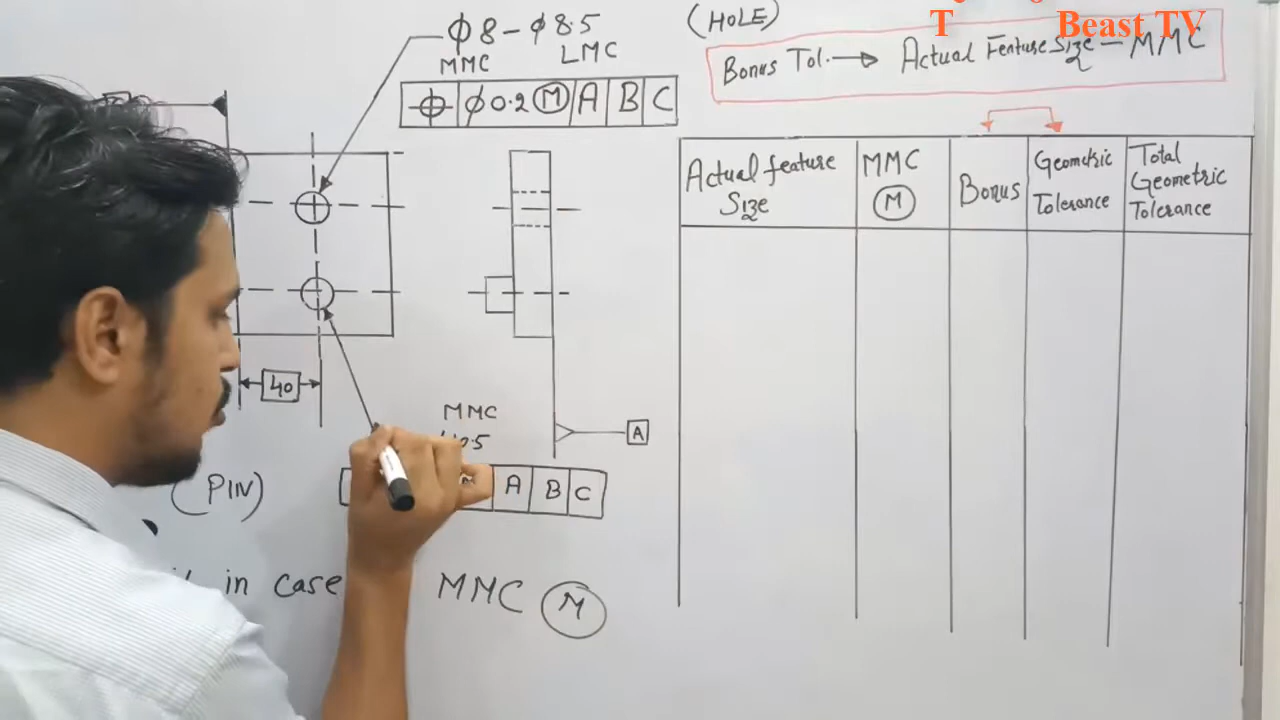 (HOLE)
T Beast TV
ϕ8 - ϕ8.5
MMC LMC
⌖ ϕ0.2 Ⓜ A B C
Bonus Tol. → Actual Feature Size - MMC
Actual feature Size
MMC Ⓜ
Bonus
Geometric Tolerance
Total Geometric Tolerance
40
MMC
A
(PIN)
A B C
in case
MMC Ⓜ